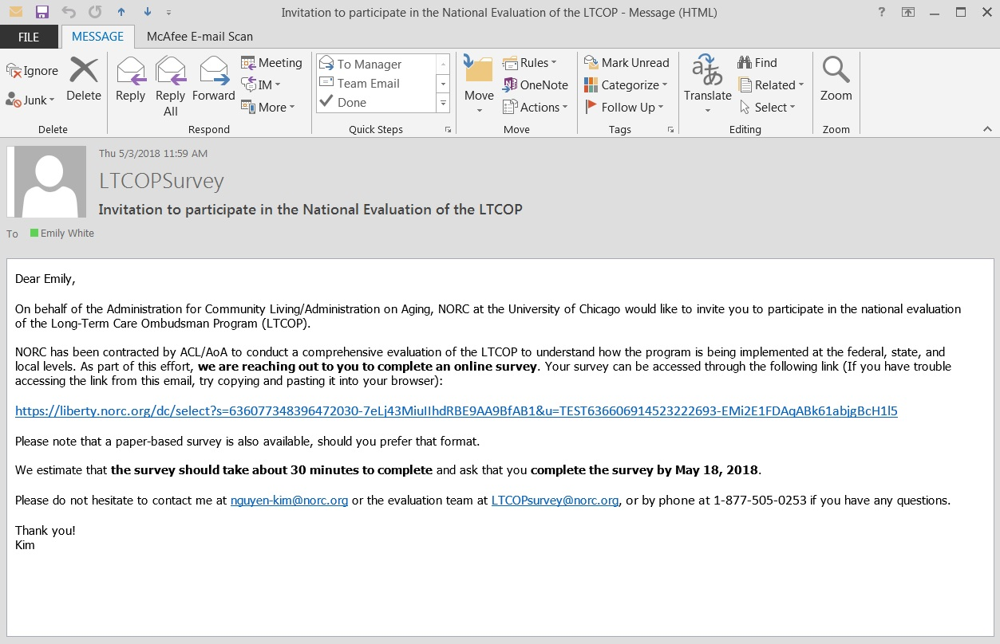 Invitation to participate in the National Evaluation of the LTCOP - Message (HTML)
?
FILE
MESSAGE
McAfee E-mail Scan
Ignore
Junk
Delete
Delete
Reply
Reply All
Forward
Meeting
IM
More
Respond
To Manager
Team Email
Done
Quick Steps
Move
Rules
OneNote
Actions
Move
Mark Unread
Categorize
Follow Up
Tags
Translate
Find
Related
Select
Editing
Zoom
Zoom
Thu 5/3/2018 11:59 AM
LTCOPSurvey
Invitation to participate in the National Evaluation of the LTCOP
To Emily White
Dear Emily,
On behalf of the Administration for Community Living/Administration on Aging, NORC at the University of Chicago would like to invite you to participate in the national evaluation
of the Long-Term Care Ombudsman Program (LTCOP).
NORC has been contracted by ACL/AoA to conduct a comprehensive evaluation of the LTCOP to understand how the program is being implemented at the federal, state, and
local levels. As part of this effort, we are reaching out to you to complete an online survey. Your survey can be accessed through the following link (If you have trouble
accessing the link from this email, try copying and pasting it into your browser):
https://liberty.norc.org/dc/select?s=636077348396472030-7eLj43MiuIIhdRBE9AA9BfAB1&u=TEST636606914523222693-EMi2E1FDAqABk61abjgBcH1l5
Please note that a paper-based survey is also available, should you prefer that format.
We estimate that the survey should take about 30 minutes to complete and ask that you complete the survey by May 18, 2018.
Please do not hesitate to contact me at nguyen-kim@norc.org or the evaluation team at LTCOPsurvey@norc.org, or by phone at 1-877-505-0253 if you have any questions.
Thank you!
Kim